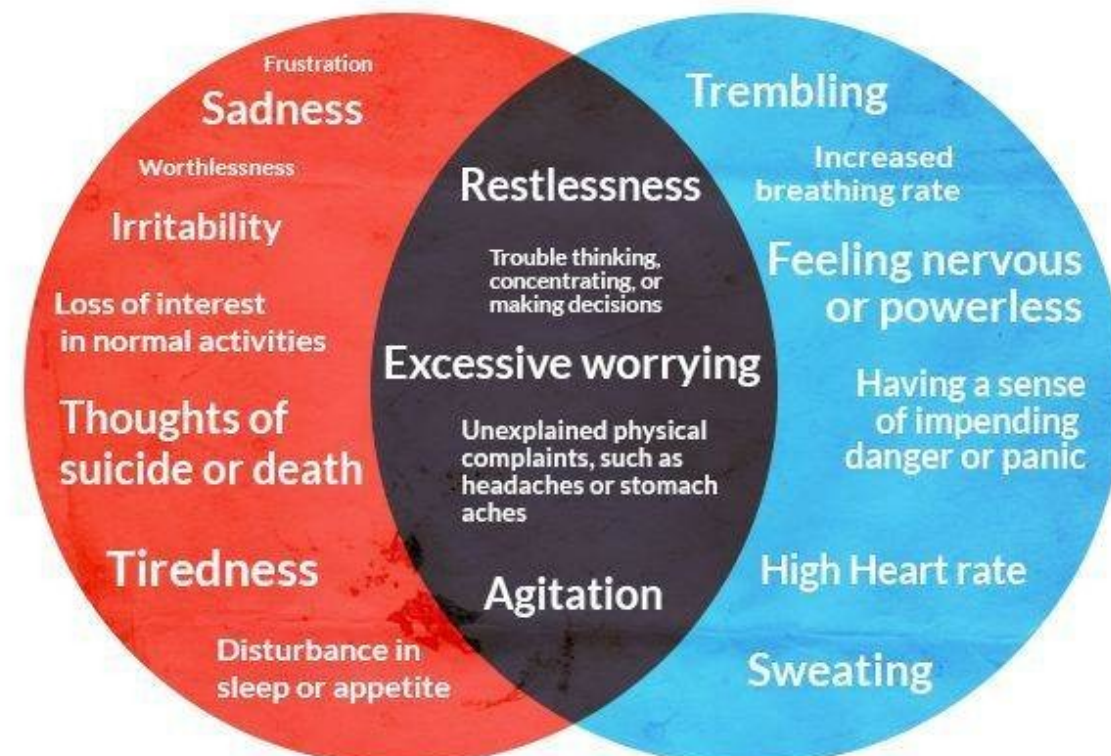 Frustration
Sadness
Worthlessness
Irritability
Loss of interest
in normal activities
Thoughts of
suicide or death
Tiredness
Disturbance in
sleep or appetite
Restlessness
Trouble thinking,
concentrating, or
making decisions
Excessive worrying
Unexplained physical
complaints, such as
headaches or stomach
aches
Agitation
Trembling
Increased
breathing rate
Feeling nervous
or powerless
Having a sense
of impending
danger or panic
High Heart rate
Sweating